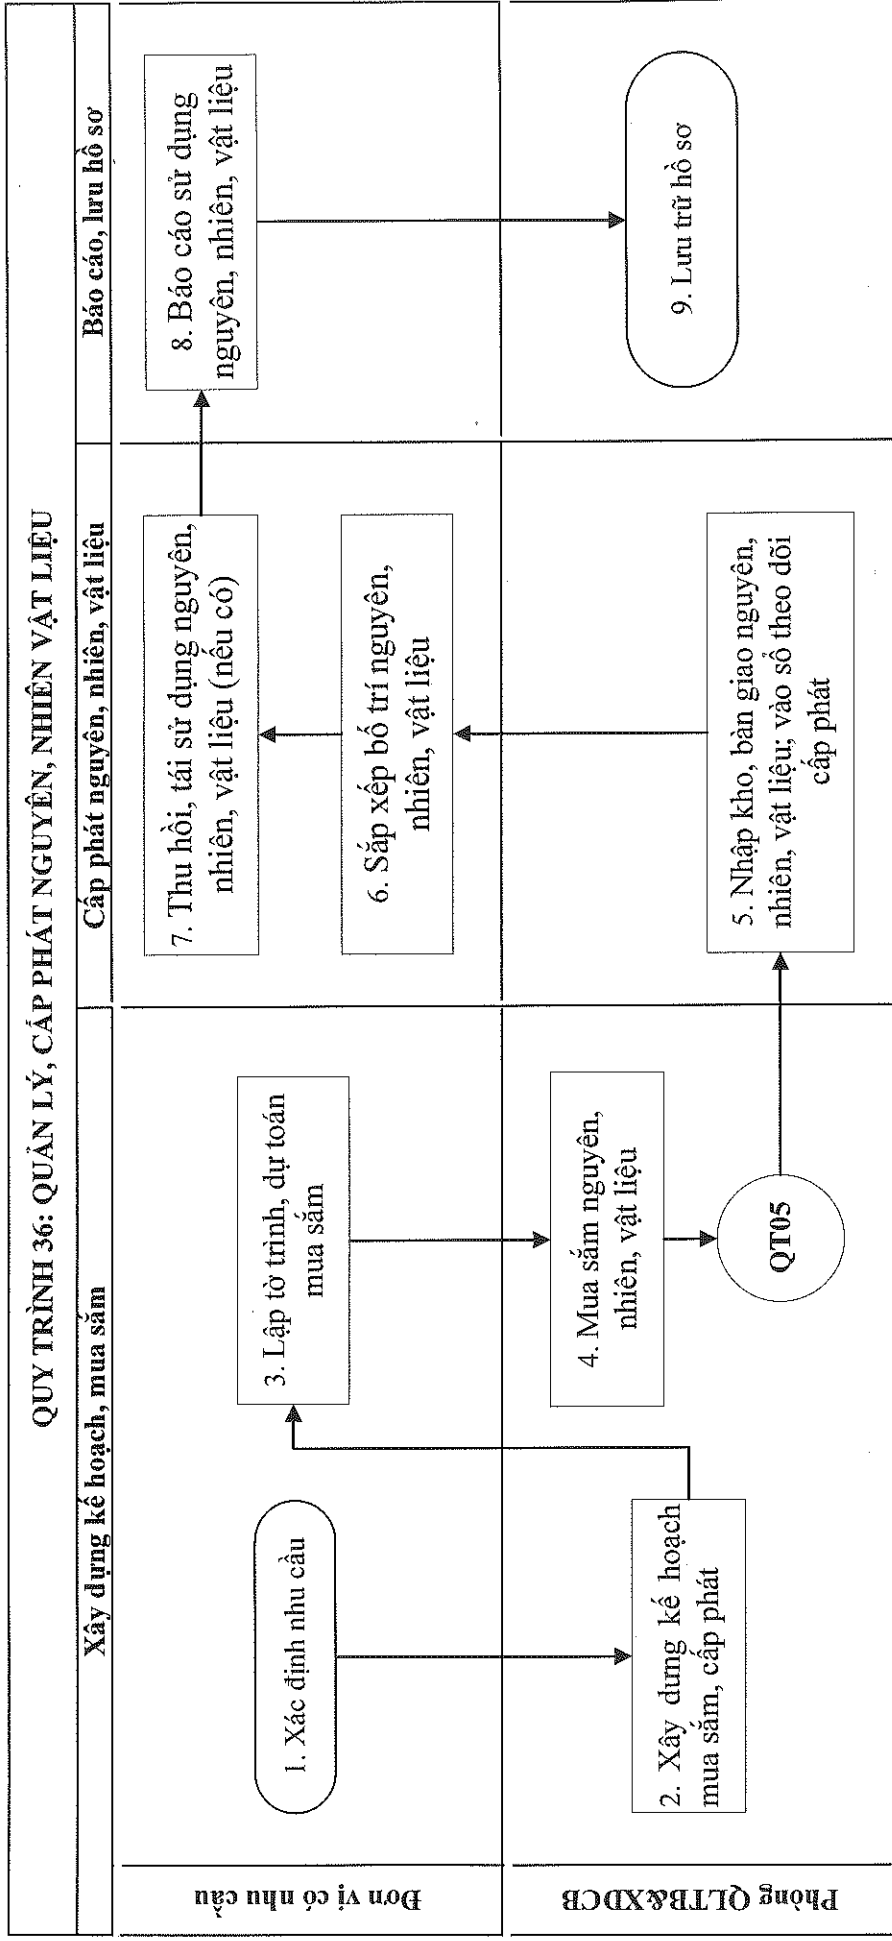 QUY TRÌNH 36: QUẢN LÝ, CẤP PHÁT NGUYÊN, NHIÊN VẬT LIỆU
Xây dựng kế hoạch, mua sắm
Cấp phát nguyên, nhiên, vật liệu
Báo cáo, lưu hồ sơ
Đơn vị có nhu cầu
1. Xác định nhu cầu
3. Lập tờ trình, dự toán
mua sắm
7. Thu hồi, tái sử dụng nguyên,
nhiên, vật liệu (nếu có)
6. Sắp xếp bố trí nguyên,
nhiên, vật liệu
8. Báo cáo sử dụng
nguyên, nhiên, vật liệu
Phòng QLTB&XDCB
2. Xây dưng kế hoạch
mua sắm, cấp phát
4. Mua sắm nguyên,
nhiên, vật liệu
QT05
5. Nhập kho, bàn giao nguyên,
nhiên, vật liệu; vào sổ theo dõi
cấp phát
9. Lưu trữ hồ sơ